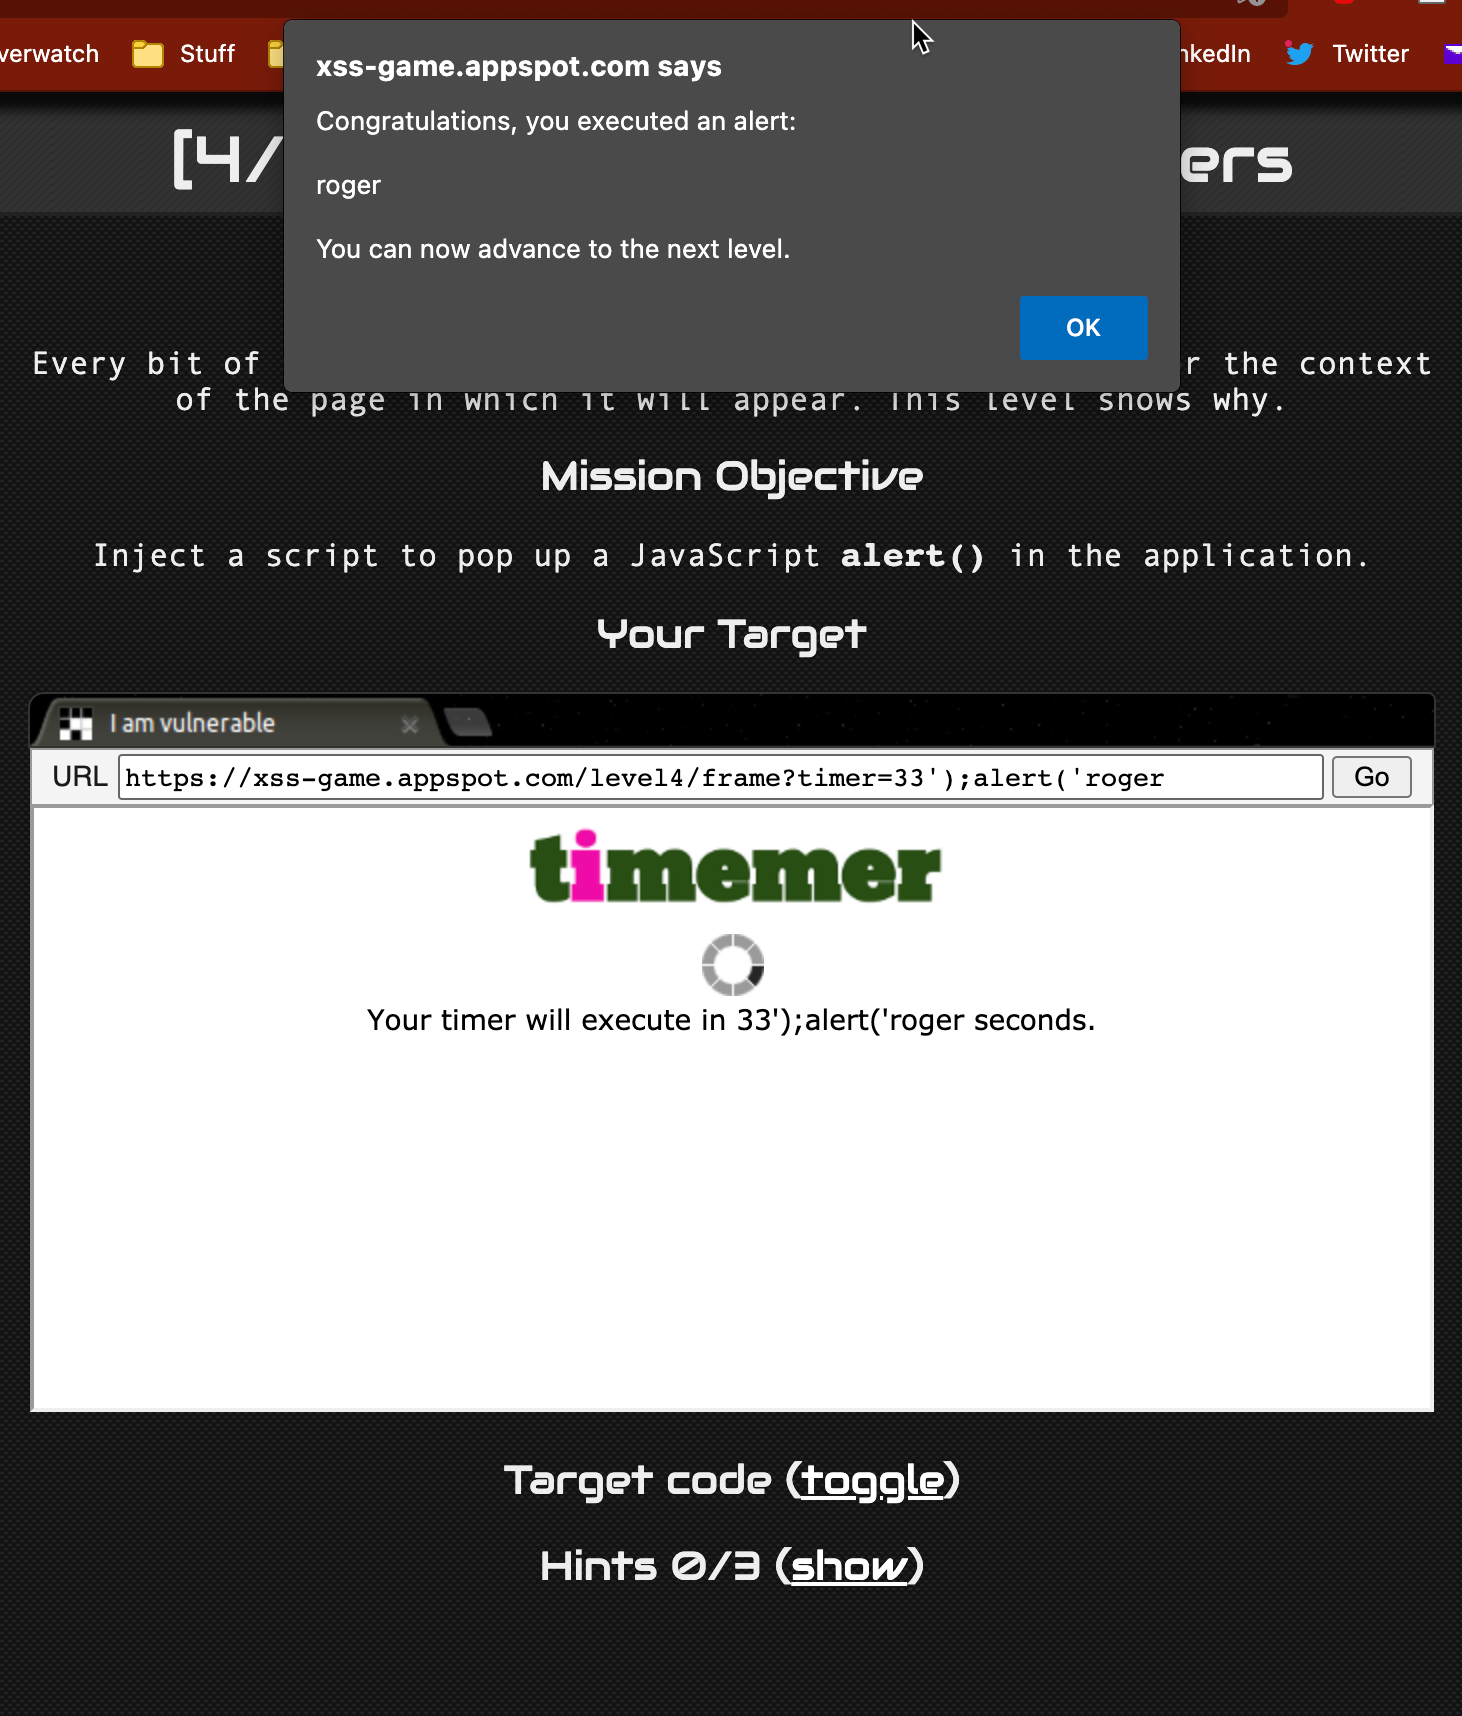 verwatch Stuff nkedIn Twitter
xss-game.appspot.com says
Congratulations, you executed an alert:
roger
You can now advance to the next level.
OK
[4/ ers
Every bit of r the context
of the page in which it will appear. This level shows why.
Mission Objective
Inject a script to pop up a JavaScript alert() in the application.
Your Target
I am vulnerable
URL https://xss-game.appspot.com/level4/frame?timer=33');alert('roger Go
timemer
Your timer will execute in 33');alert('roger seconds.
Target code (toggle)
Hints 0/3 (show)